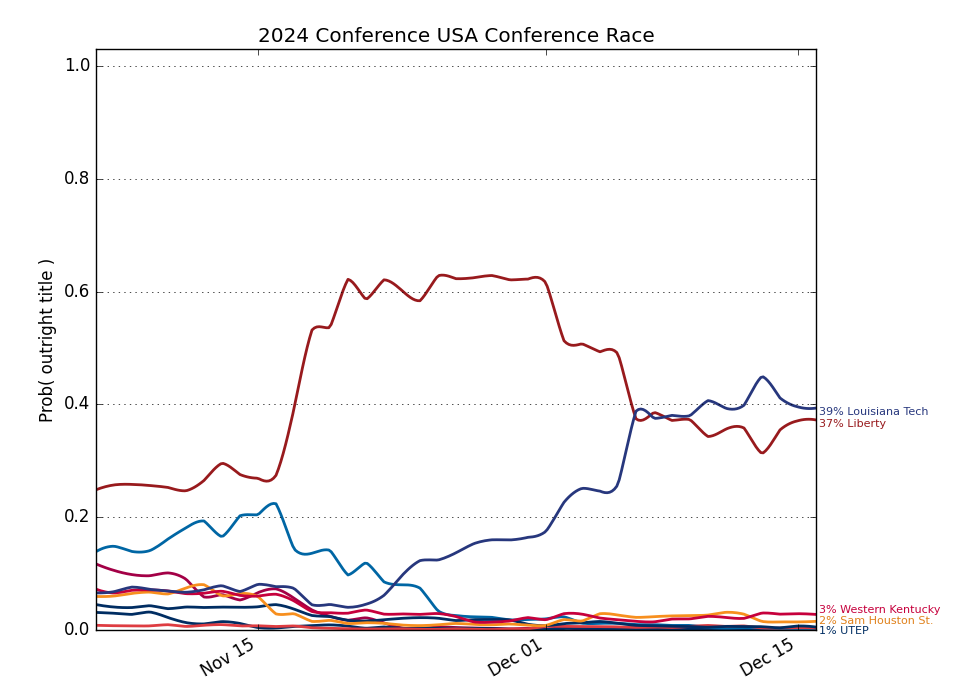 2024 Conference USA Conference Race
Prob( outright title )
1.0
0.8
0.6
0.4
0.2
0.0
39% Louisiana Tech
37% Liberty
3% Western Kentucky
2% Sam Houston St.
1% UTEP
Nov 15
Dec 01
Dec 15